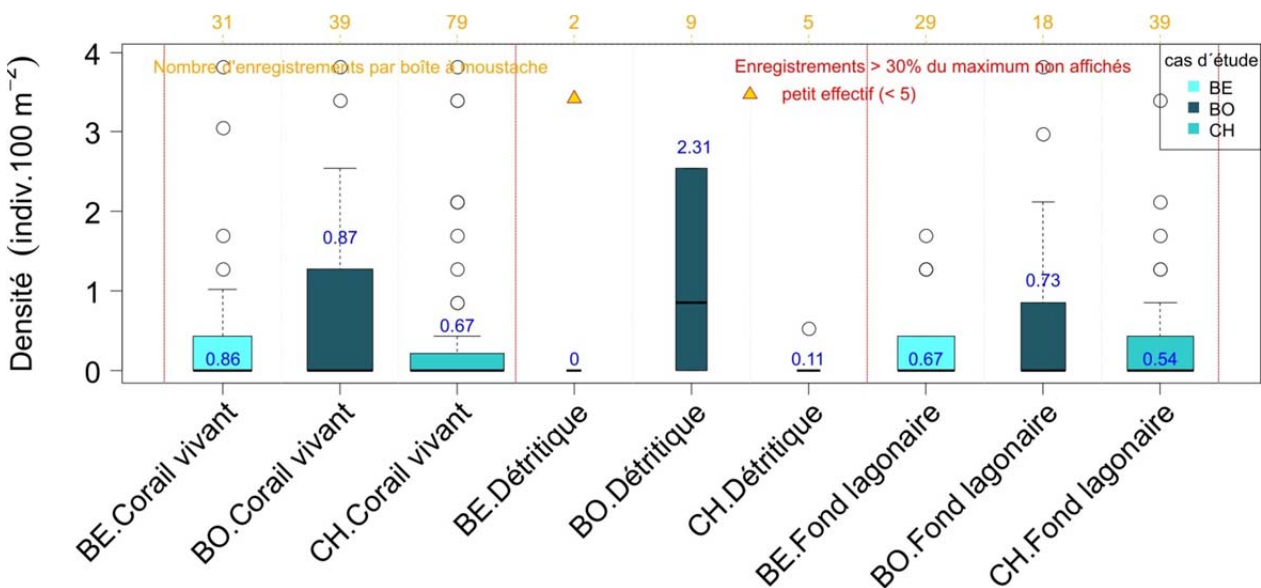 31 39 79 2 9 5 29 18 39
Nombre d'enregistrements par boîte à moustache
Enregistrements > 30% du maximum non affichés
petit effectif (< 5)
cas d´étude
BE
BO
CH
Densité (indiv.100 m⁻²)
4
3
2
1
0
0.86
0.87
0.67
0
2.31
0.11
0.67
0.73
0.54
BE.Corail vivant
BO.Corail vivant
CH.Corail vivant
BE.Détritique
BO.Détritique
CH.Détritique
BE.Fond lagonaire
BO.Fond lagonaire
CH.Fond lagonaire